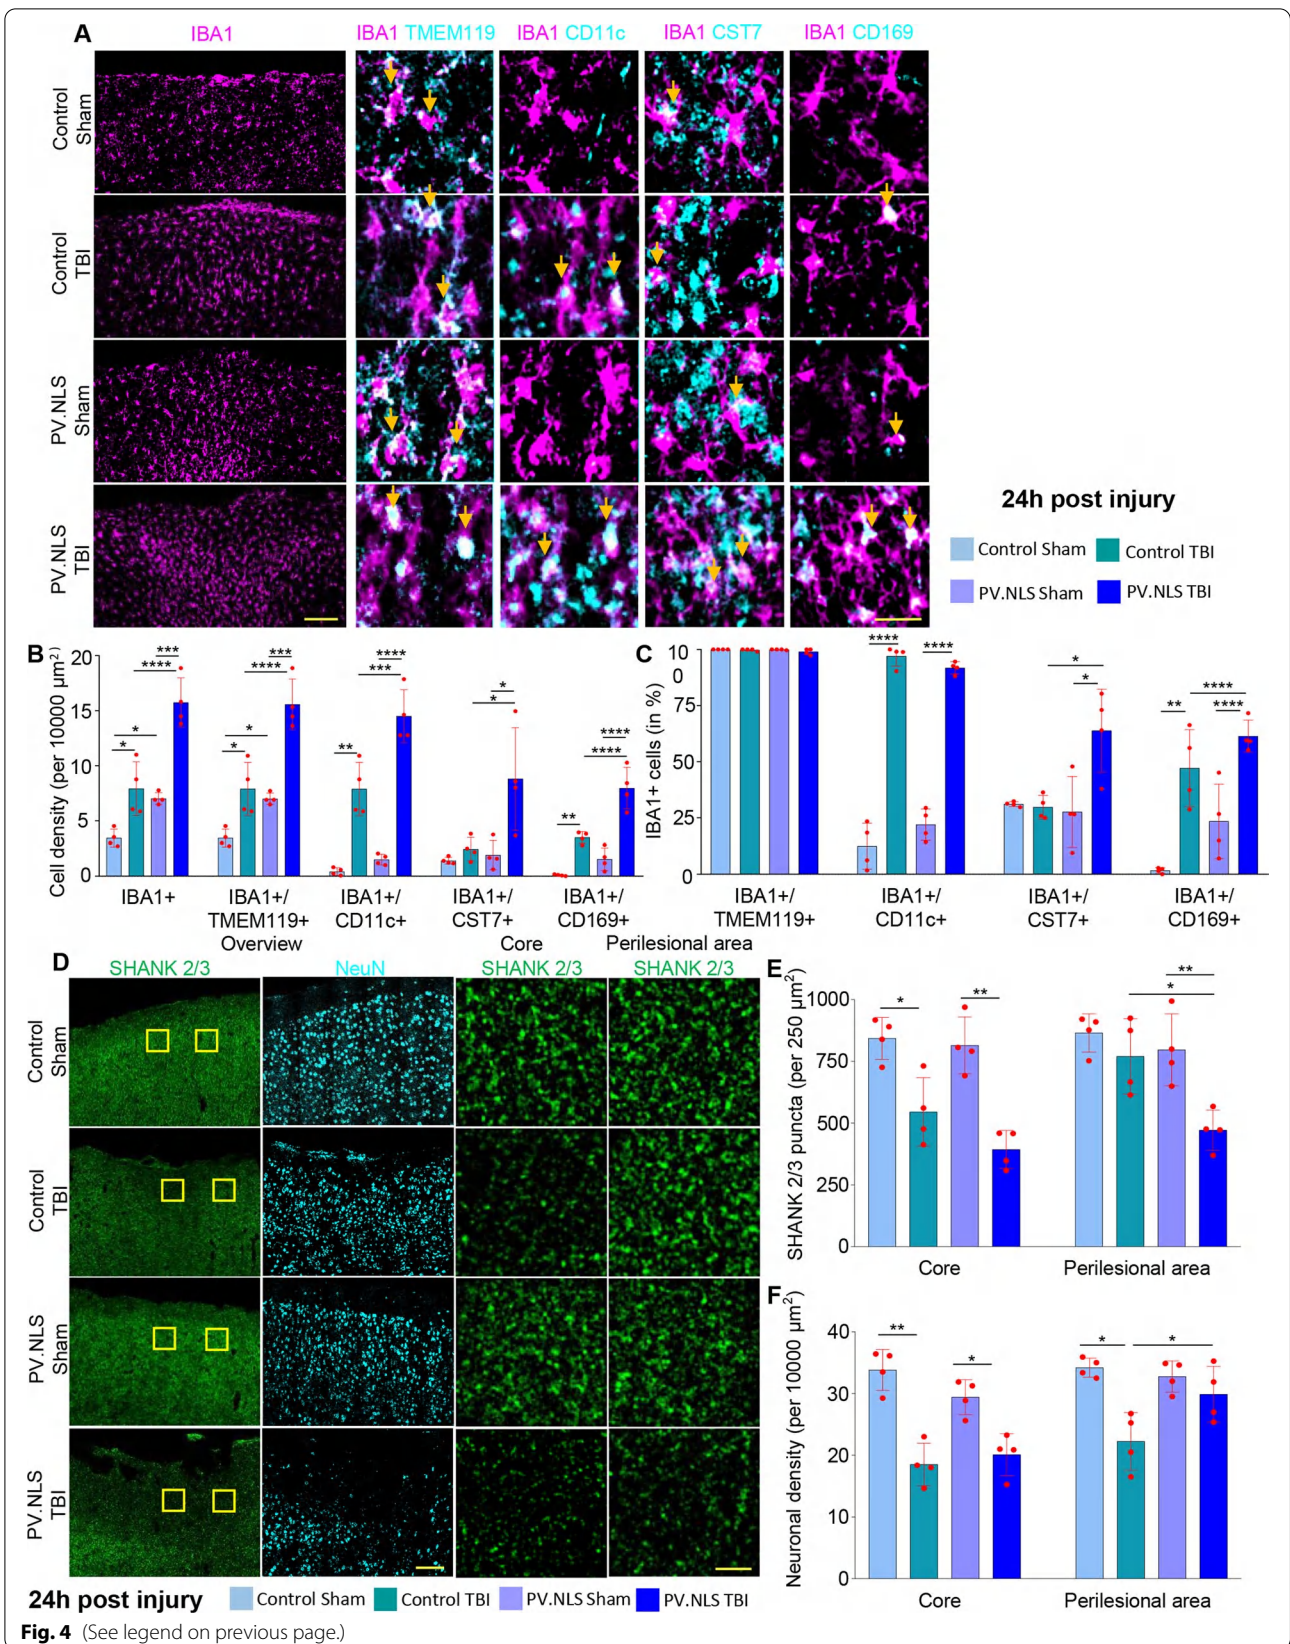 A
IBA1
IBA1 TMEM119
IBA1 CD11c
IBA1 CST7
IBA1 CD169
Control
Sham
Control
TBI
PV.NLS
Sham
PV.NLS
TBI
24h post injury
Control Sham
Control TBI
PV.NLS Sham
PV.NLS TBI
B
Cell density (per 10000 µm²)
20
15
10
5
0
* * *** **** * * *** **** ** *** **** * * ** **** ****
IBA1+
IBA1+/
TMEM119+
IBA1+/
CD11c+
IBA1+/
CST7+
IBA1+/
CD169+
C
IBA1+ cells (in %)
10
0
75
50
25
0
**** **** * * ** **** ****
IBA1+/
TMEM119+
IBA1+/
CD11c+
IBA1+/
CST7+
IBA1+/
CD169+
Overview
Core
Perilesional area
D
SHANK 2/3
NeuN
SHANK 2/3
SHANK 2/3
Control
Sham
Control
TBI
PV.NLS
Sham
PV.NLS
TBI
E
SHANK 2/3 puncta (per 250 µm²)
1000
750
500
250
0
* ** * **
Core
Perilesional area
F
Neuronal density (per 10000 µm²)
40
30
20
10
0
** * * *
Core
Perilesional area
24h post injury
Control Sham
Control TBI
PV.NLS Sham
PV.NLS TBI
Fig. 4 (See legend on previous page.)